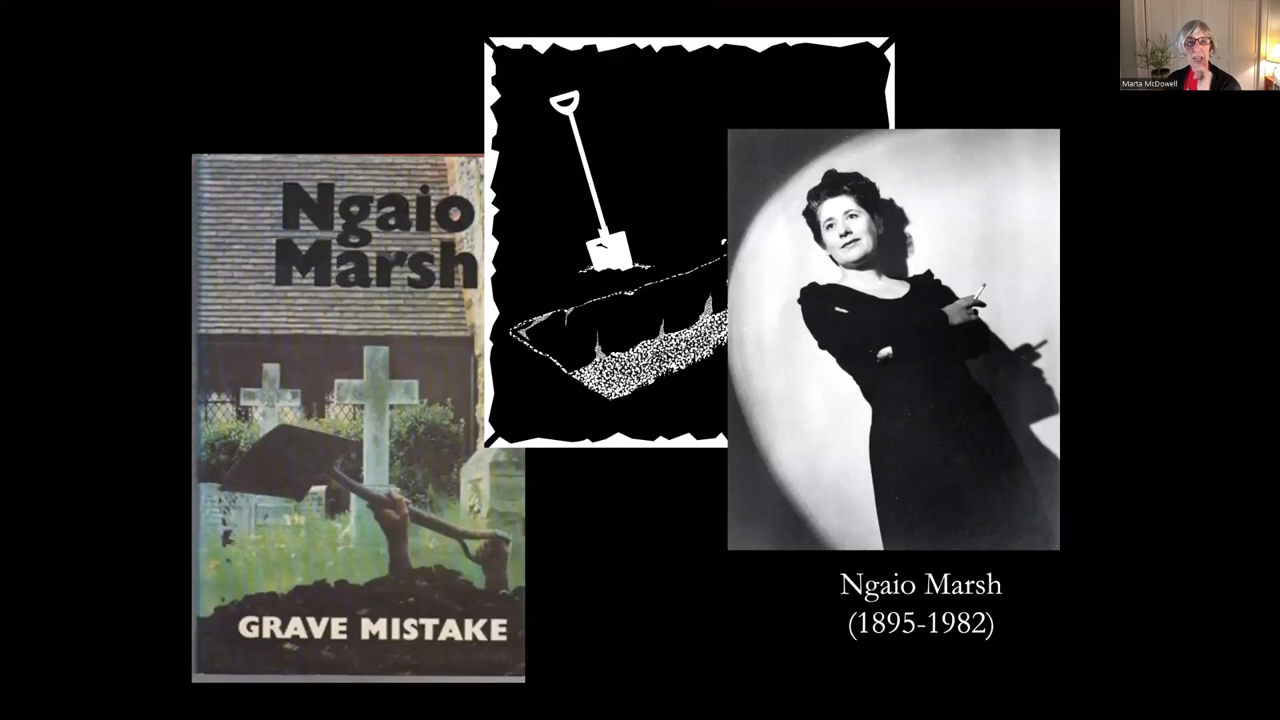 Marta McDowell
Ngaio
Marsh
GRAVE MISTAKE
Ngaio Marsh
(1895-1982)